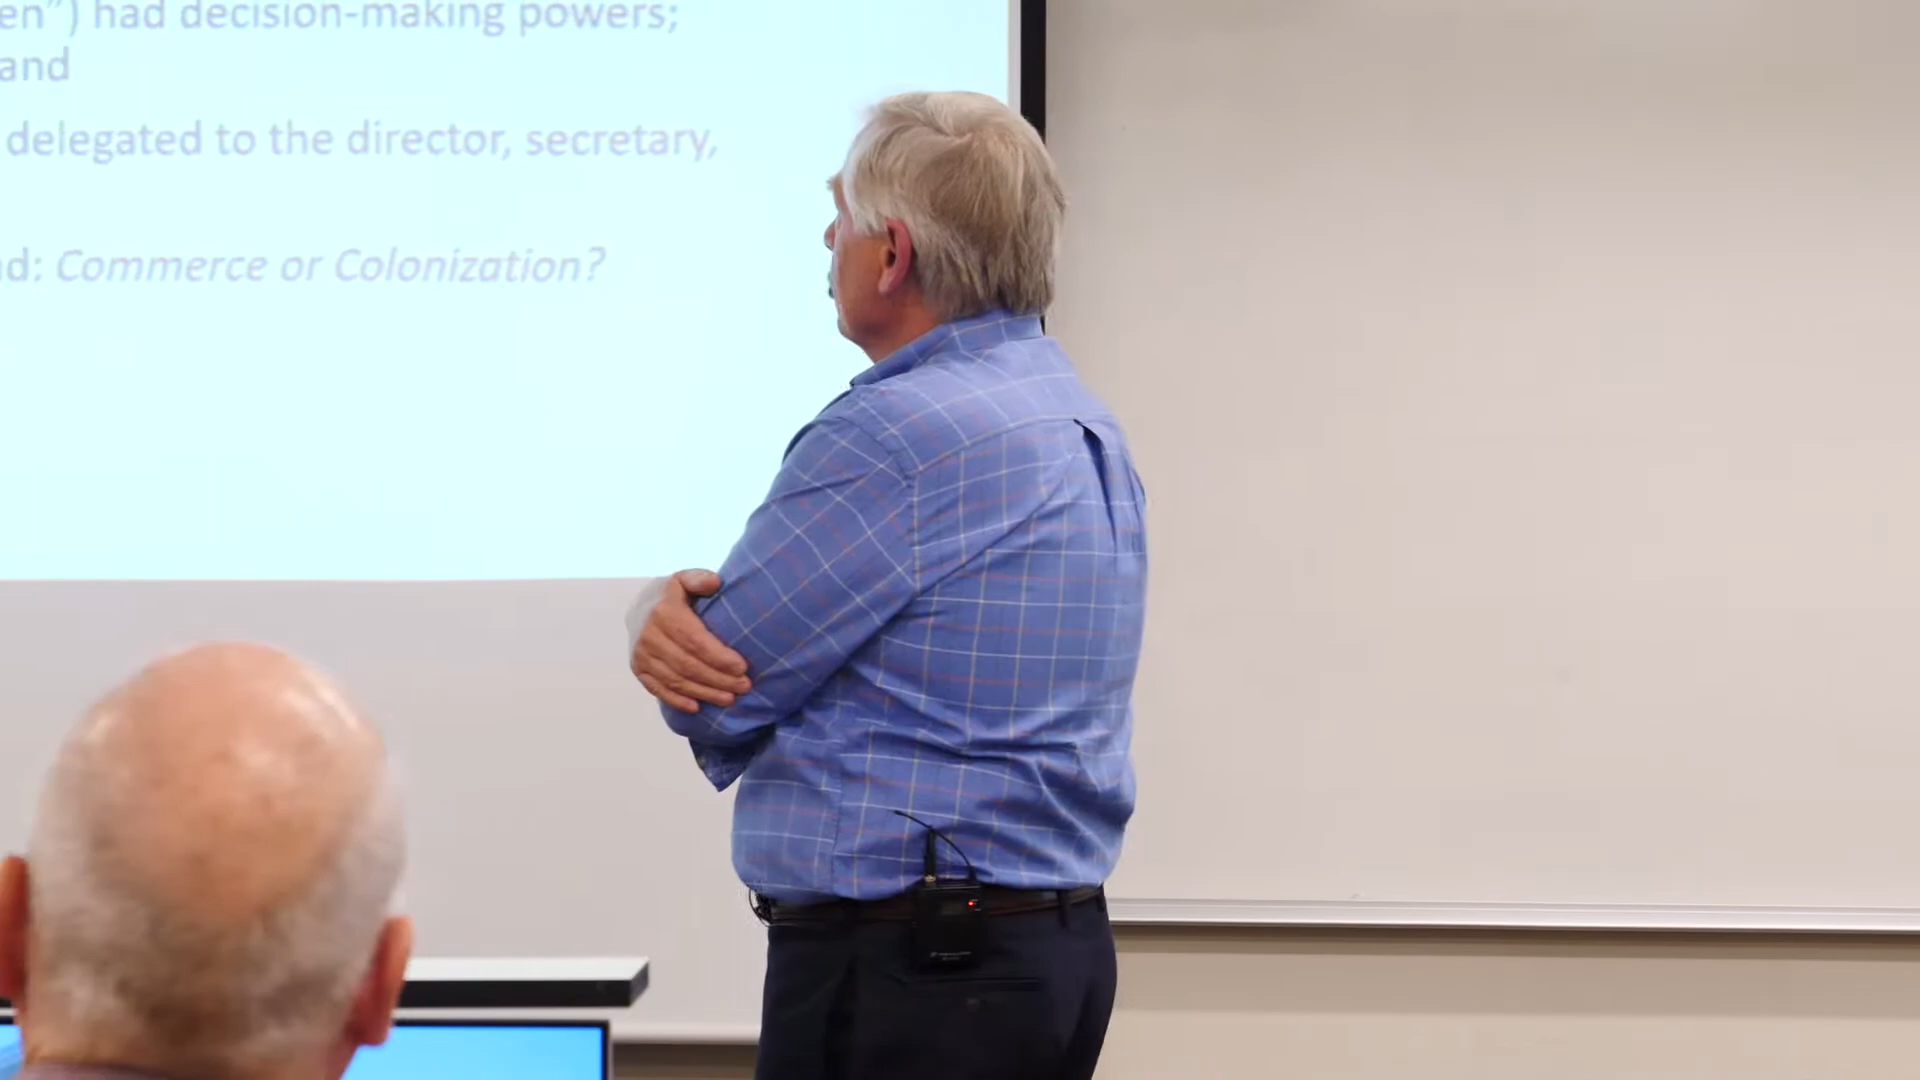 en") had decision-making powers;
and
delegated to the director, secretary,
d: Commerce or Colonization?